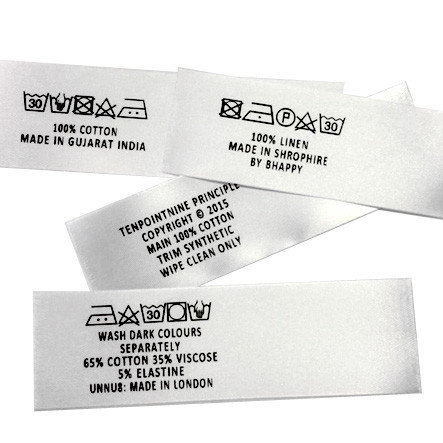 30
100% COTTON
MADE IN GUJARAT INDIA
P 30
100% LINEN
MADE IN SHROPHIRE
BY BHAPPY
TENPOINTNINE PRINCIPLE
COPYRIGHT © 2015
MAIN 100% COTTON
TRIM SYNTHETIC
WIPE CLEAN ONLY
30
WASH DARK COLOURS
SEPARATELY
65% COTTON 35% VISCOSE
5% ELASTINE
UNNU8: MADE IN LONDON